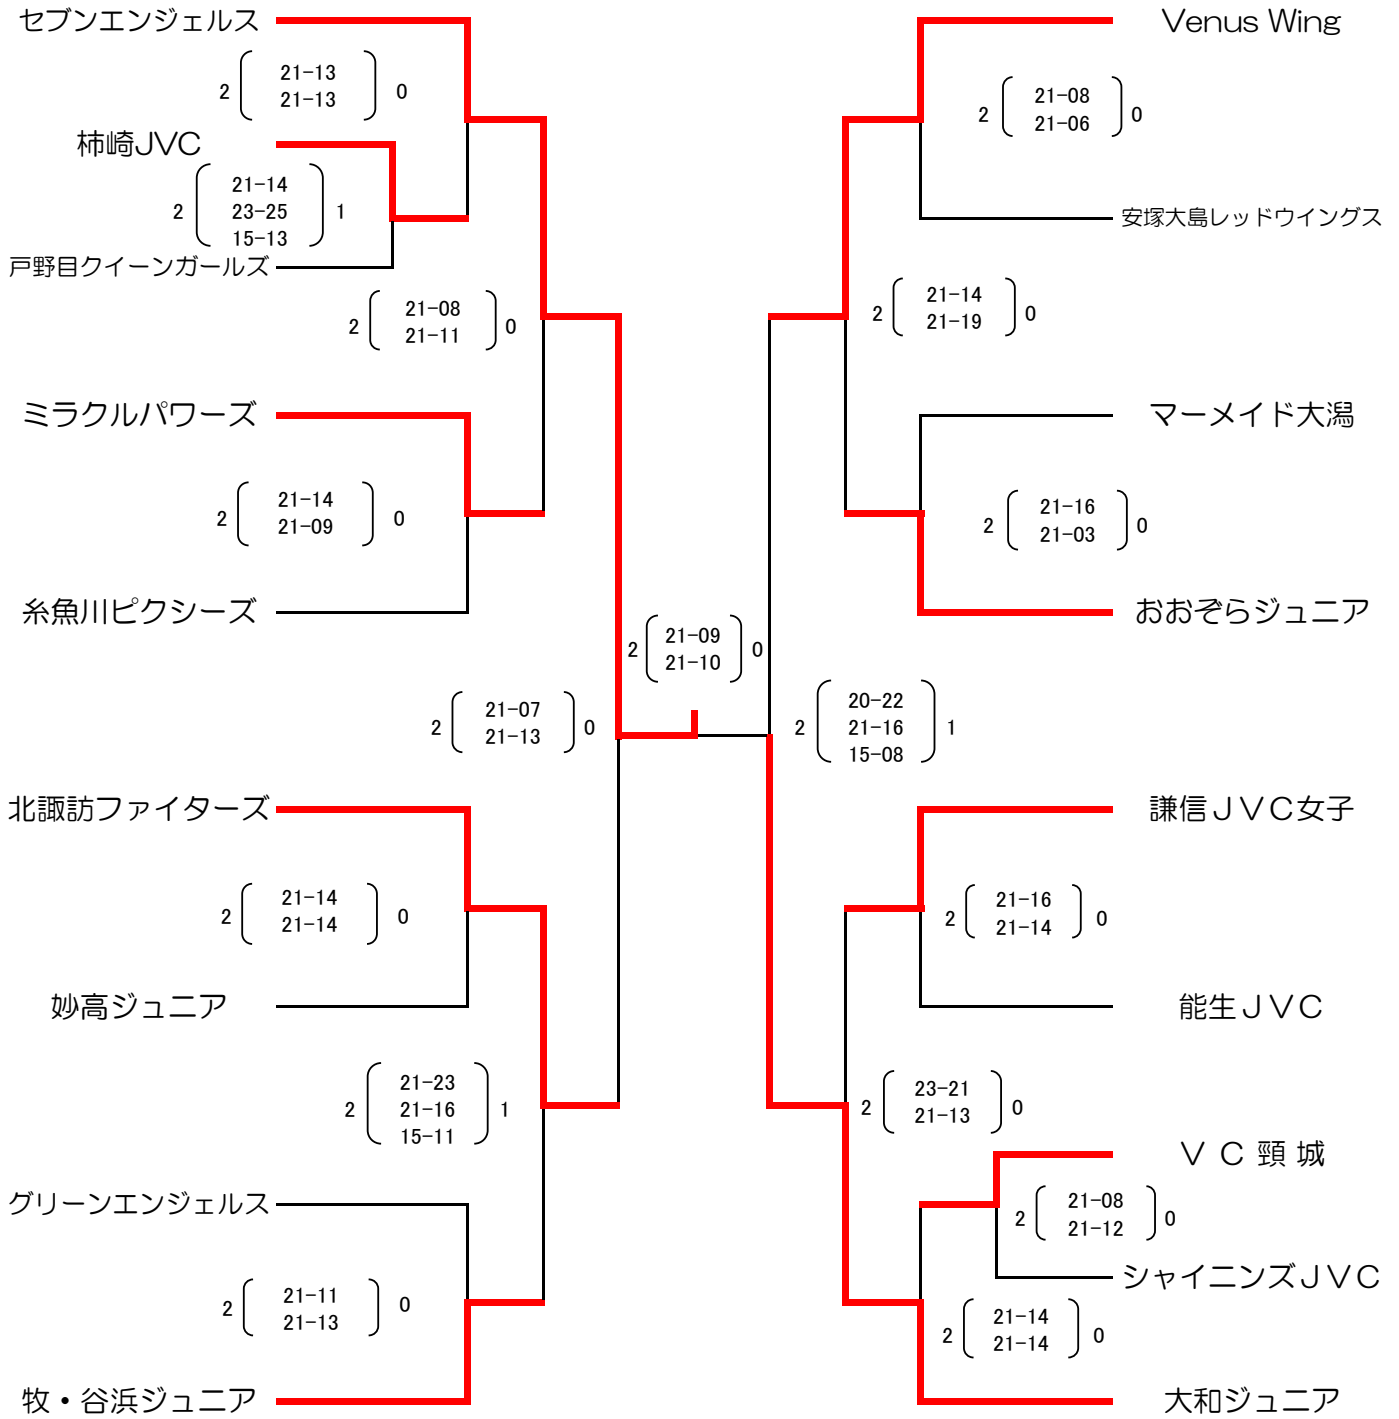 セブンエンジェルス
2 21-13 0
21-13
柿崎JVC
2 21-14 1
23-25
15-13
戸野目クイーンガールズ
2 21-08 0
21-11
ミラクルパワーズ
2 21-14 0
21-09
糸魚川ピクシーズ
2 21-07 0
21-13
北諏訪ファイターズ
2 21-14 0
21-14
妙高ジュニア
2 21-23 1
21-16
15-11
グリーンエンジェルス
2 21-11 0
21-13
牧・谷浜ジュニア
2 21-09 0
21-10
Venus Wing
2 21-08 0
21-06
安塚大島レッドウイングス
2 21-14 0
21-19
マーメイド大潟
2 21-16 0
21-03
おおぞらジュニア
2 20-22 1
21-16
15-08
謙信JVC女子
2 21-16 0
21-14
能生JVC
2 23-21 0
21-13
VC頸城
2 21-08 0
21-12
シャイニンズJVC
2 21-14 0
21-14
大和ジュニア